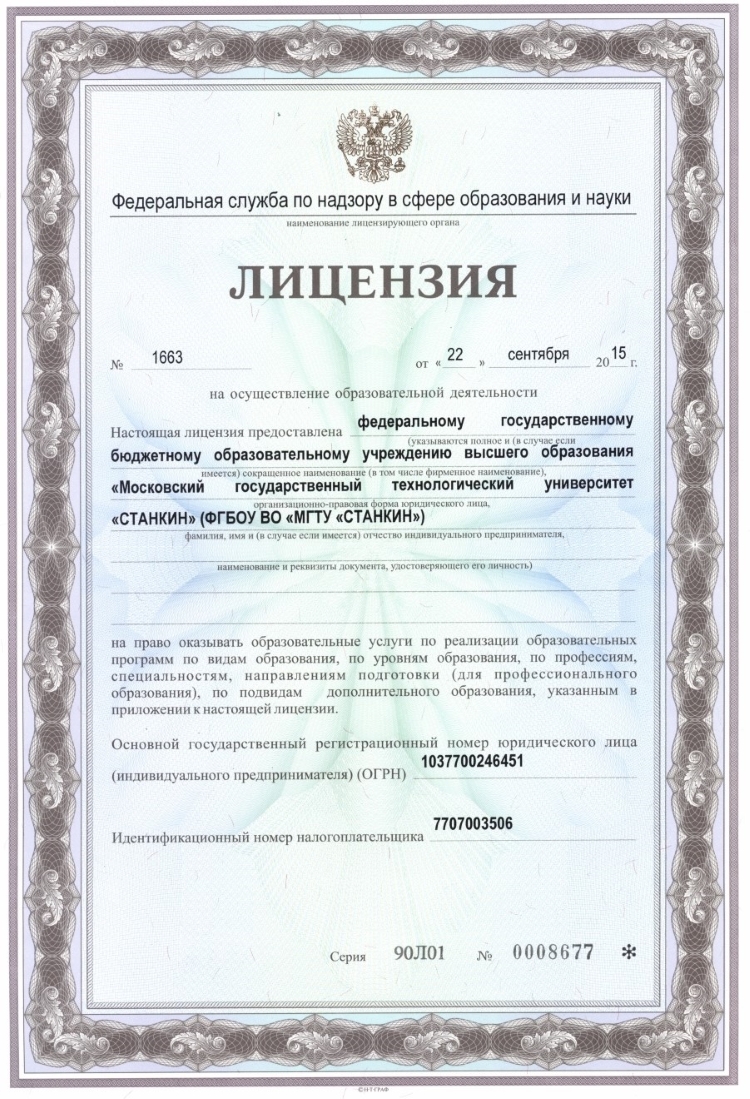 Федеральная служба по надзору в сфере образования и науки
наименование лицензирующего органа
ЛИЦЕНЗИЯ
№ 1663 от « 22 » сентября 20 15 г.
на осуществление образовательной деятельности
Настоящая лицензия предоставлена федеральному государственному
(указываются полное и (в случае если
бюджетному образовательному учреждению высшего образования
имеется) сокращенное наименование (в том числе фирменное наименование),
«Московский государственный технологический университет
организационно-правовая форма юридического лица,
«СТАНКИН» (ФГБОУ ВО «МГТУ «СТАНКИН»)
фамилия, имя и (в случае если имеется) отчество индивидуального предпринимателя,
наименование и реквизиты документа, удостоверяющего его личность)
на право оказывать образовательные услуги по реализации образовательных
программ по видам образования, по уровням образования, по профессиям,
специальностям, направлениям подготовки (для профессионального
образования), по подвидам дополнительного образования, указанным в
приложении к настоящей лицензии.
Основной государственный регистрационный номер юридического лица
(индивидуального предпринимателя) (ОГРН) 1037700246451
Идентификационный номер налогоплательщика 7707003506
Серия 90Л01 № 0008677 *